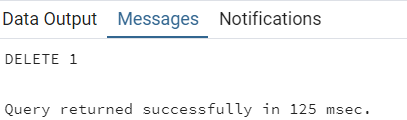 Data Output Messages Notifications
DELETE 1
Query returned successfully in 125 msec.